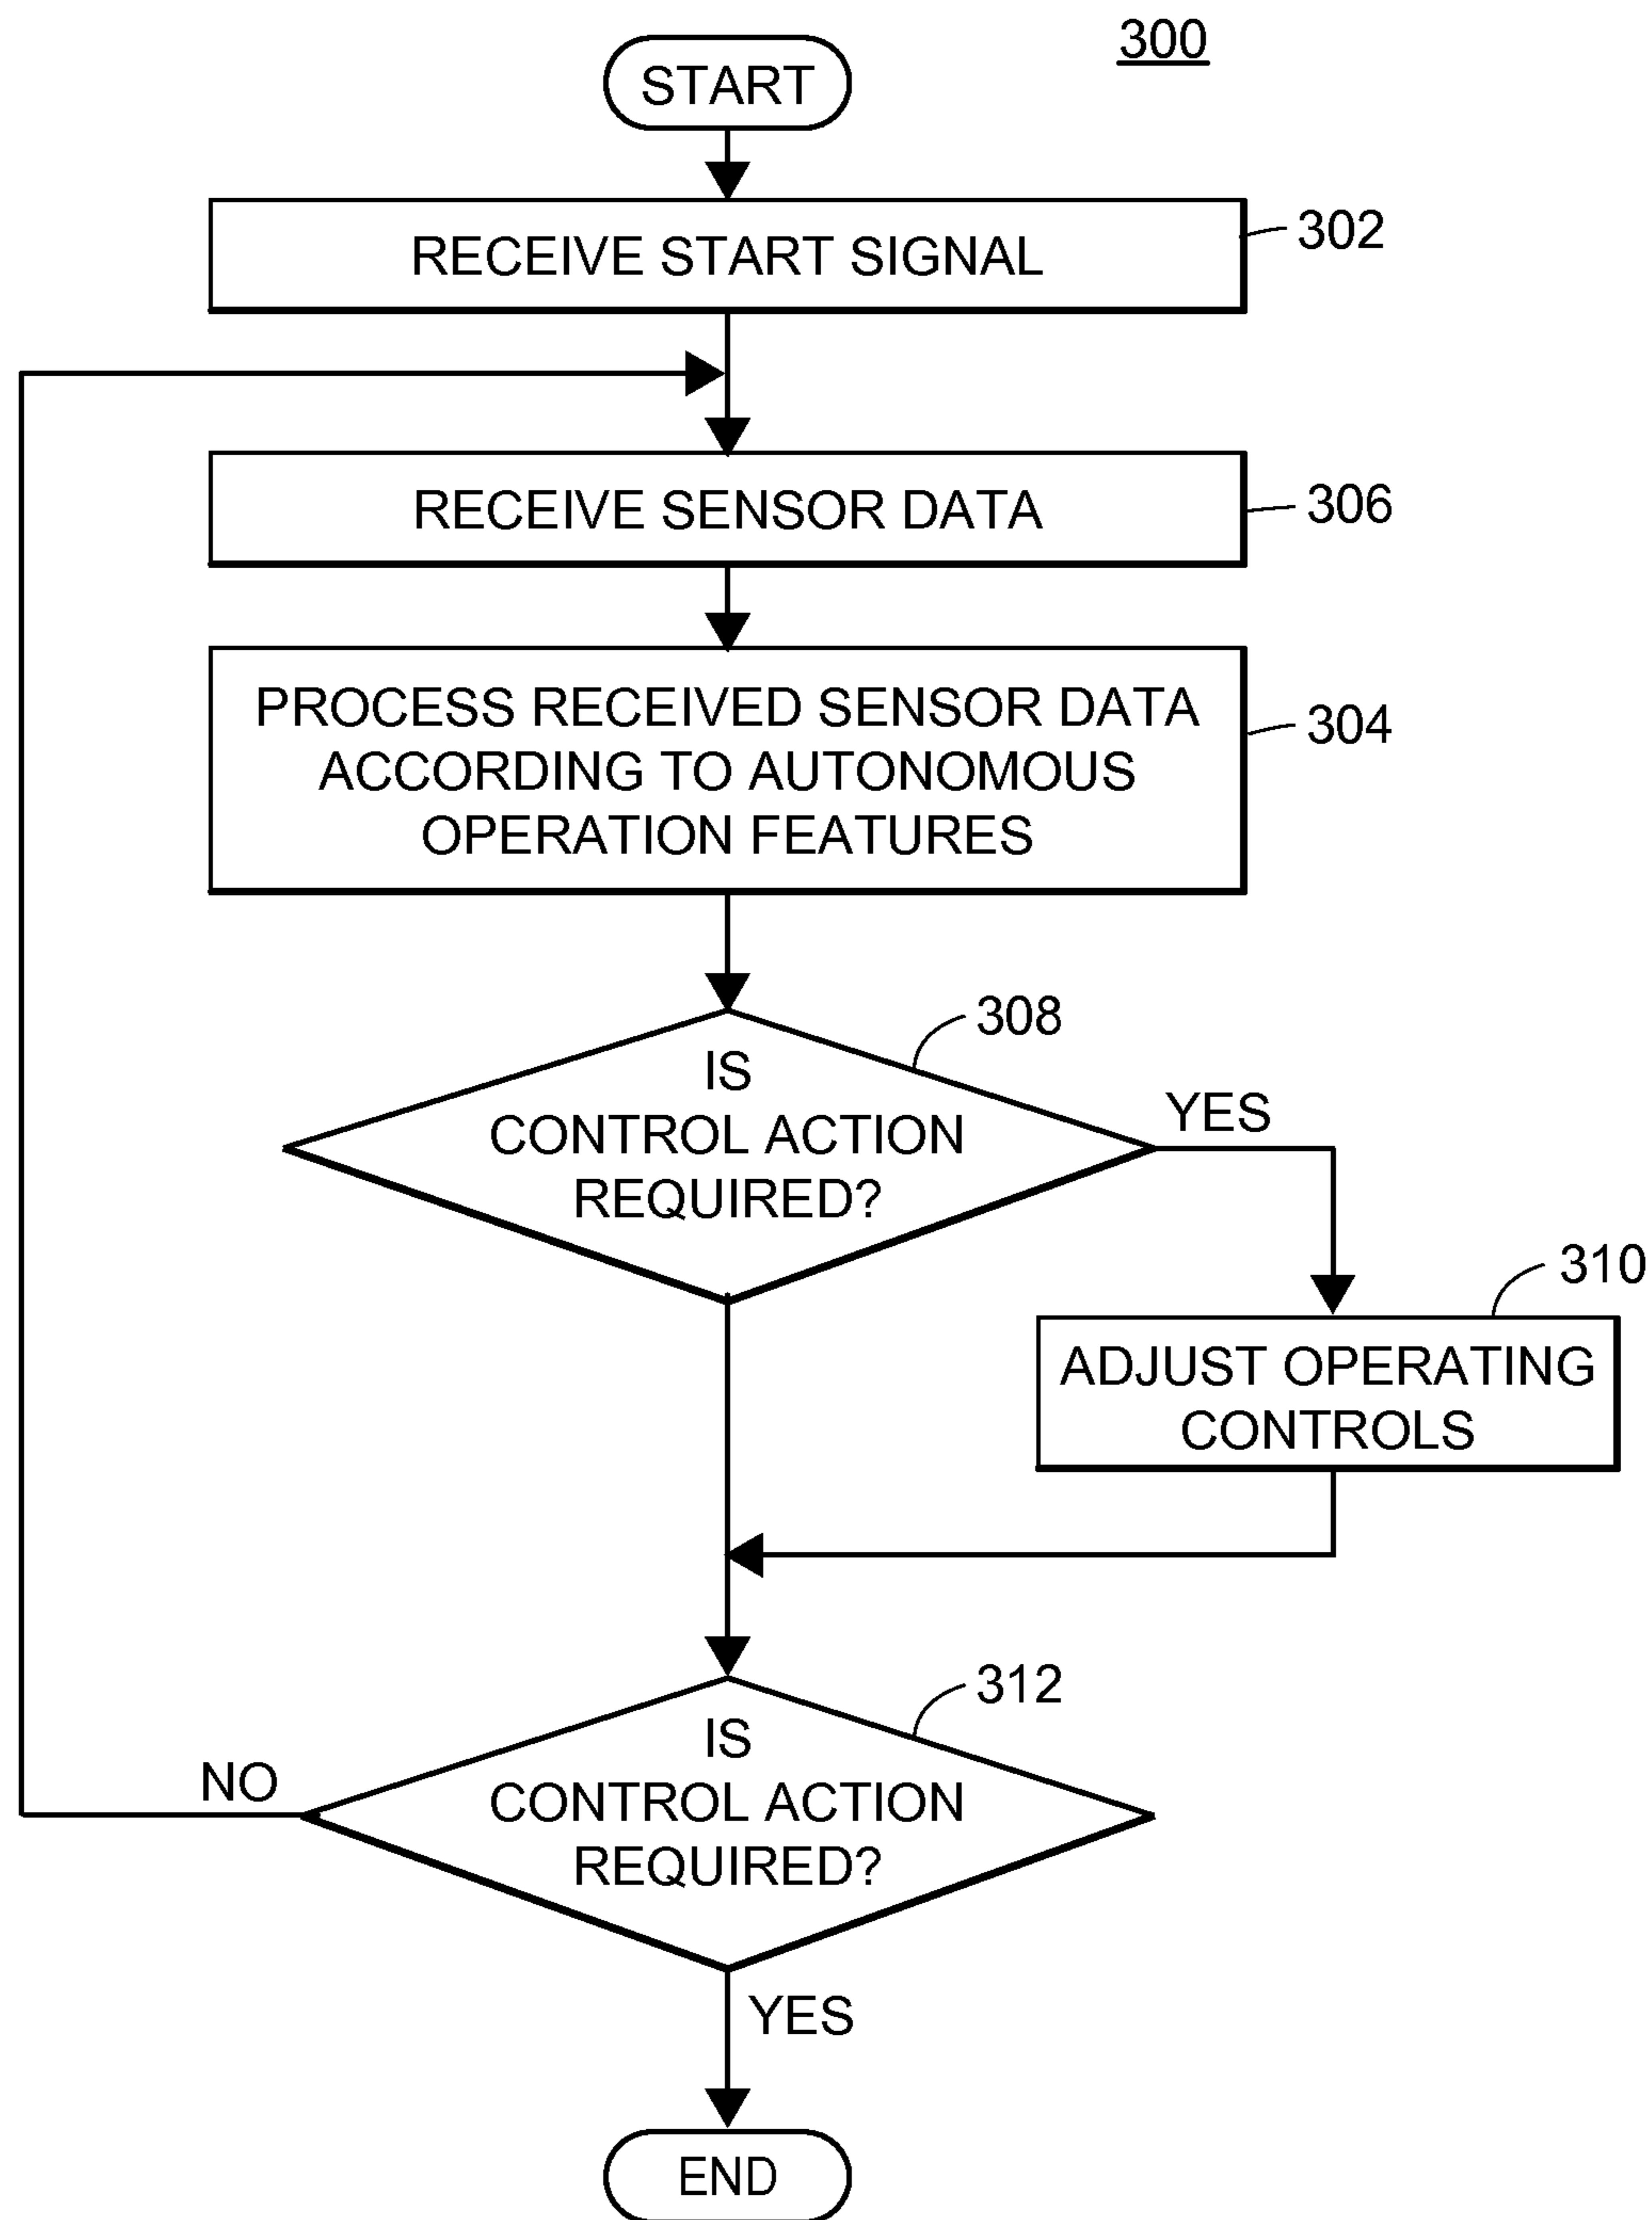 300
START
RECEIVE START SIGNAL
302
RECEIVE SENSOR DATA
306
PROCESS RECEIVED SENSOR DATA
ACCORDING TO AUTONOMOUS
OPERATION FEATURES
304
308
IS
CONTROL ACTION
REQUIRED?
YES
310
ADJUST OPERATING
CONTROLS
312
IS
CONTROL ACTION
REQUIRED?
NO
YES
END